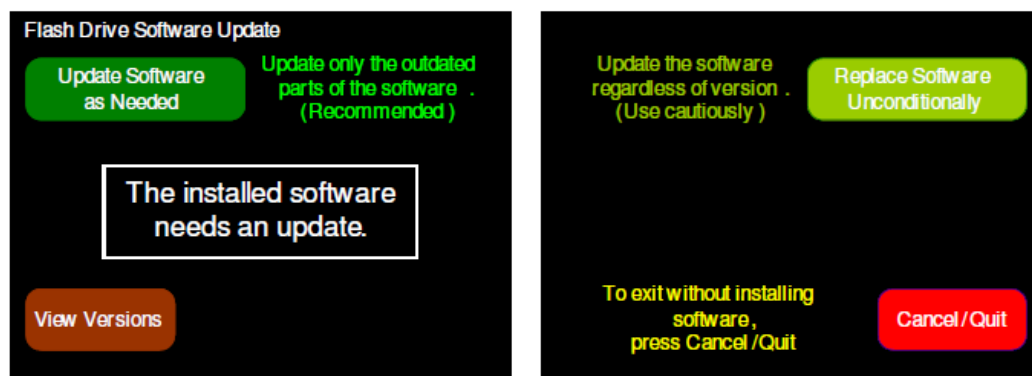 Flash Drive Software Update
Update Software
as Needed
Update only the outdated
parts of the software .
(Recommended )
The installed software
needs an update.
View Versions
Update the software
regardless of version .
(Use cautiously )
Replace Software
Unconditionally
To exit without installing
software ,
press Cancel /Quit
Cancel / Quit